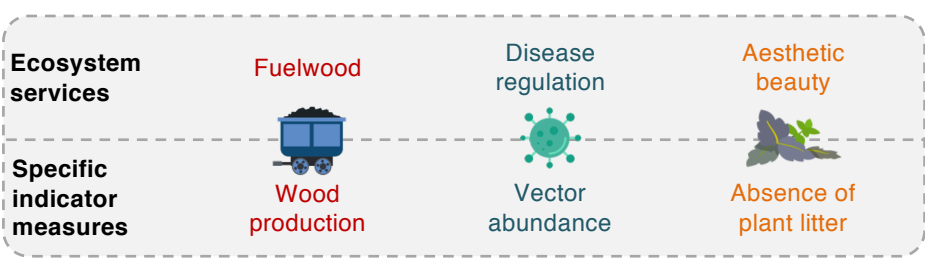 Ecosystem
services
Fuelwood
Disease
regulation
Aesthetic
beauty
Specific
indicator
measures
Wood
production
Vector
abundance
Absence of
plant litter